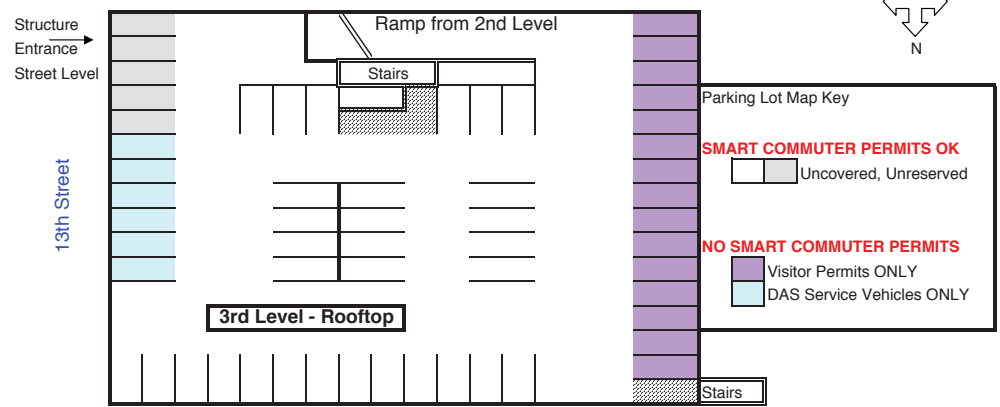 Structure
Entrance
Street Level
Ramp from 2nd Level
Stairs
N
13th Street
3rd Level - Rooftop
Parking Lot Map Key
SMART COMMUTER PERMITS OK
Uncovered, Unreserved
NO SMART COMMUTER PERMITS
Visitor Permits ONLY
DAS Service Vehicles ONLY
Stairs